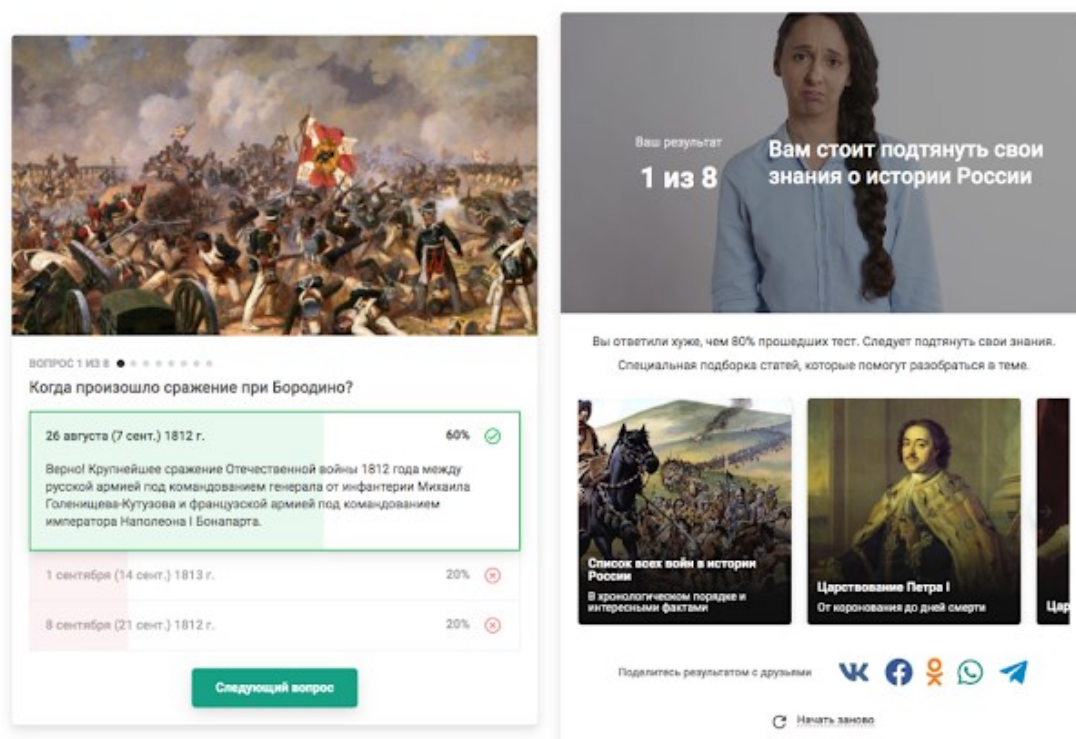 ВОПРОС 1 ИЗ 8
Когда произошло сражение при Бородино?
26 августа (7 сент.) 1812 г. 60%
Верно! Крупнейшее сражение Отечественной войны 1812 года между
русской армией под командованием генерала от инфантерии Михаила
Голенищева-Кутузова и французской армией под командованием
императора Наполеона I Бонапарта.
1 сентября (14 сент.) 1813 г. 20%
8 сентября (21 сент.) 1812 г. 20%
Следующий вопрос
Ваш результат
1 из 8
Вам стоит подтянуть свои
знания о истории России
Вы ответили хуже, чем 80% прошедших тест. Следует подтянуть свои знания.
Специальная подборка статей, которые помогут разобраться в теме.
Список всех войн в истории
России
В хронологическом порядке и
интересными фактами
Царствование Петра I
От коронования до дней смерти
Цар
Поделитесь результатом с друзьями
Начать заново